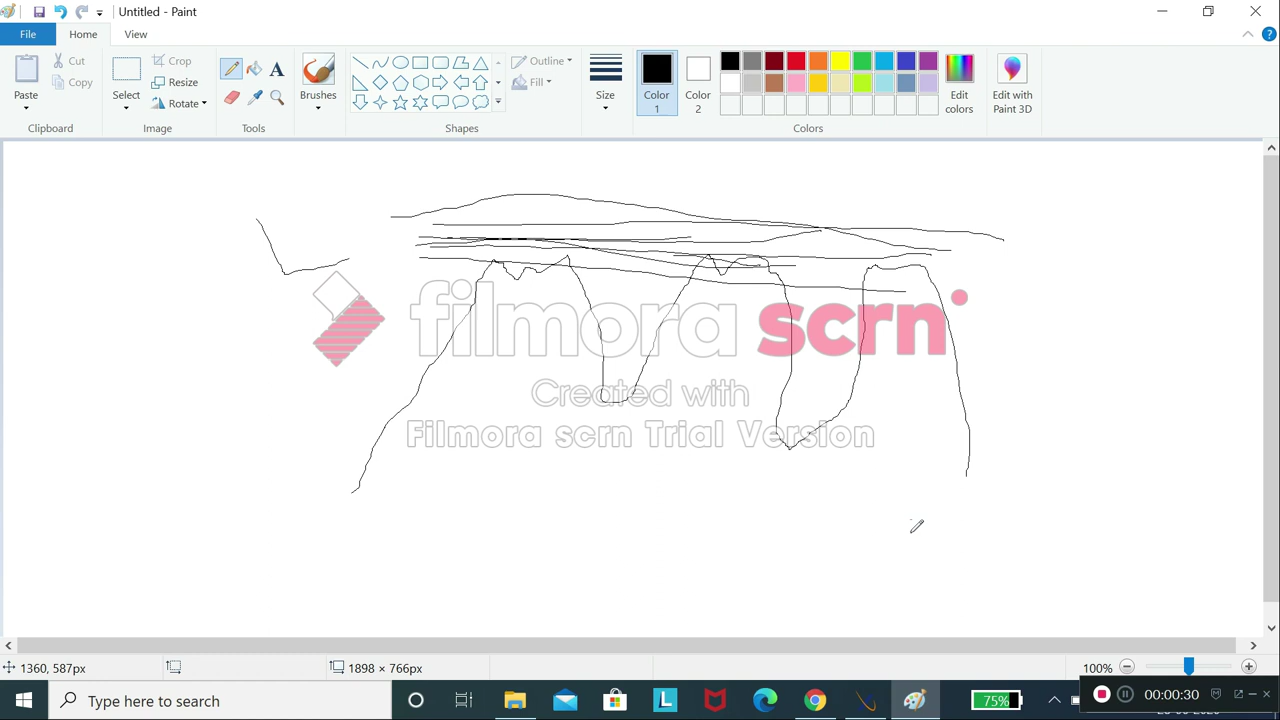 Untitled - Paint
File Home View
Paste
Cut
Copy
Clipboard
Select
Crop
Resize
Rotate
Image
A
Tools
Brushes
Outline
Fill
Shapes
Size
Color 1
Color 2
Edit colors
Colors
Edit with Paint 3D
filmora scrn
Created with
Filmora scrn Trial Version
1360, 587px
1898 × 766px
100%
Type here to search
L
75%
00:00:30